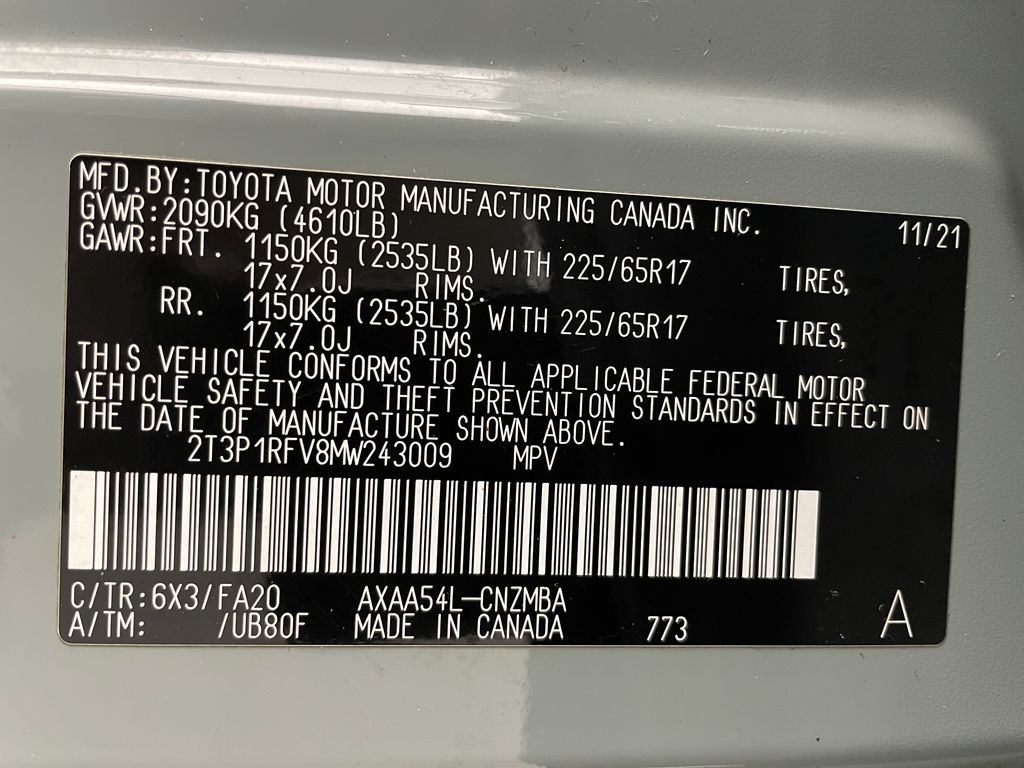 MFD.BY:TOYOTA MOTOR MANUFACTURING CANADA INC. 11/21
GVWR:2090KG (4610LB)
GAWR:FRT. 1150KG (2535LB) WITH 225/65R17 TIRES,
17x7.0J RIMS.
RR. 1150KG (2535LB) WITH 225/65R17 TIRES,
17x7.0J RIMS.
THIS VEHICLE CONFORMS TO ALL APPLICABLE FEDERAL MOTOR
VEHICLE SAFETY AND THEFT PREVENTION STANDARDS IN EFFECT ON
THE DATE OF MANUFACTURE SHOWN ABOVE.
2T3P1RFV8MW243009 MPV
C/TR:6X3/FA20 AXAA54L-CNZMBA
A/TM: /UB80F MADE IN CANADA 773 A